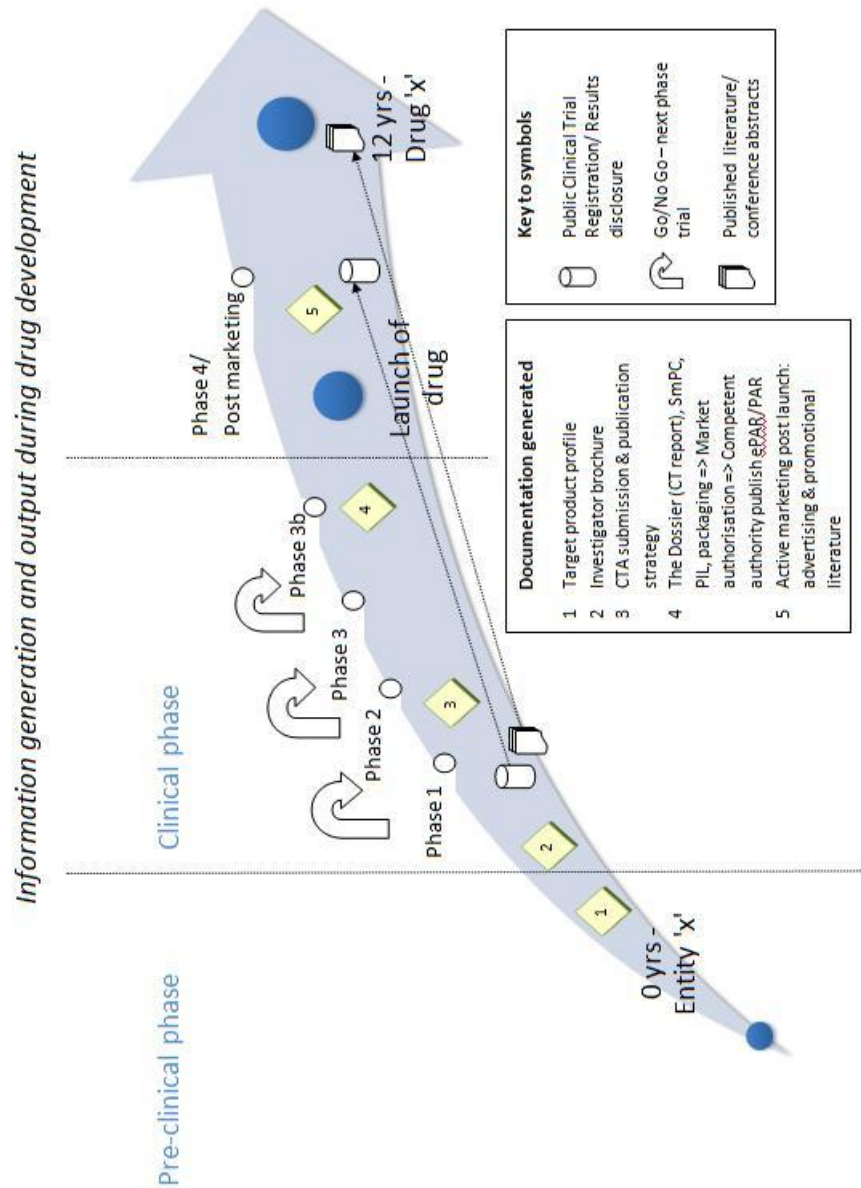 Information generation and output during drug development
Pre-clinical phase
Clinical phase
Phase 4/
Post marketing
Phase 3b
Phase 3
Phase 2
Phase 1
1
2
3
4
5
0 yrs -
Entity 'x'
Launch of
drug
12 yrs -
Drug 'x'
Documentation generated
1 Target product profile
2 Investigator brochure
3 CTA submission & publication
strategy
4 The Dossier (CT report), SmPC,
PIL, packaging => Market
authorisation => Competent
authority publish ePAR/PAR
5 Active marketing post launch:
advertising & promotional
literature
Key to symbols
Public Clinical Trial
Registration/ Results
disclosure
Go/No Go – next phase
trial
Published literature/
conference abstracts